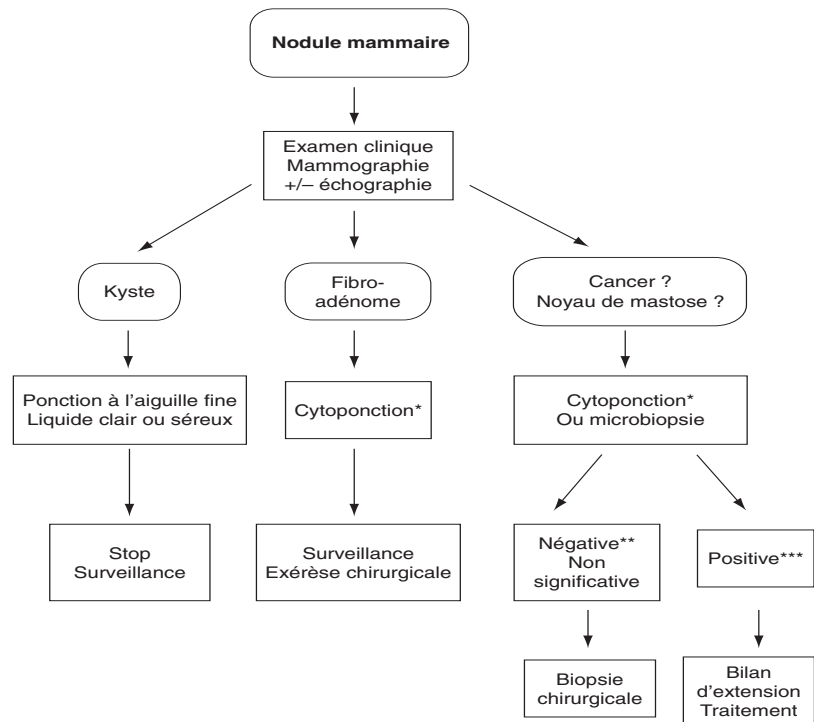 Nodule mammaire
Examen clinique
Mammographie
+/– échographie
Kyste
Fibro-
adénome
Cancer ?
Noyau de mastose ?
Ponction à l'aiguille fine
Liquide clair ou séreux
Cytoponction*
Cytoponction*
Ou microbiopsie
Stop
Surveillance
Surveillance
Exérèse chirurgicale
Négative**
Non
significative
Positive***
Biopsie
chirurgicale
Bilan
d'extension
Traitement